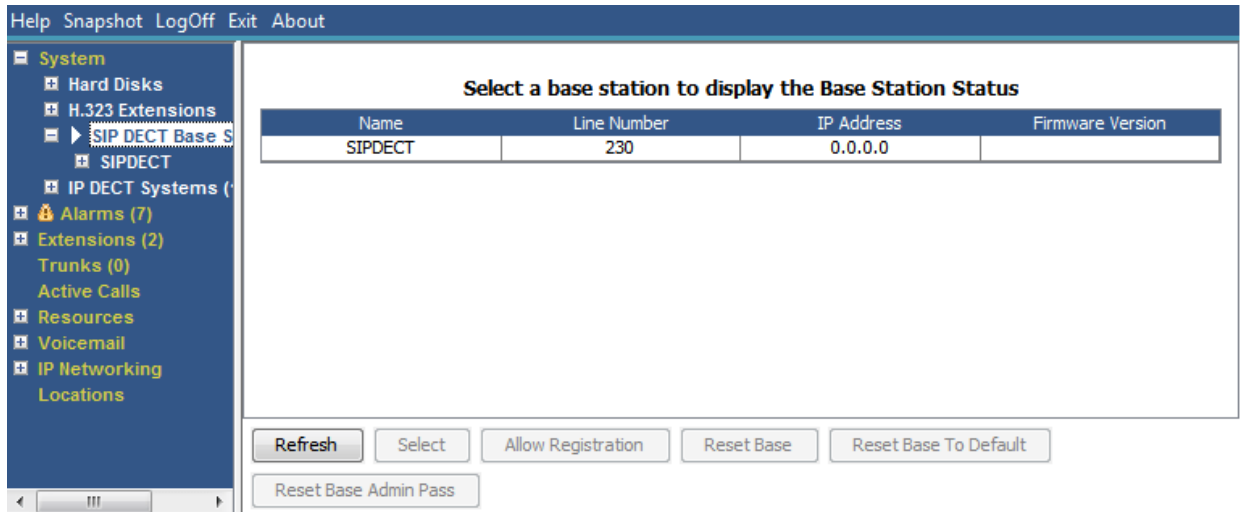 Help Snapshot LogOff Exit About
System
Hard Disks
H.323 Extensions
SIP DECT Base S
SIPDECT
IP DECT Systems (
Alarms (7)
Extensions (2)
Trunks (0)
Active Calls
Resources
Voicemail
IP Networking
Locations
Select a base station to display the Base Station Status
Name Line Number IP Address Firmware Version
SIPDECT 230 0.0.0.0
Refresh Select Allow Registration Reset Base Reset Base To Default
Reset Base Admin Pass